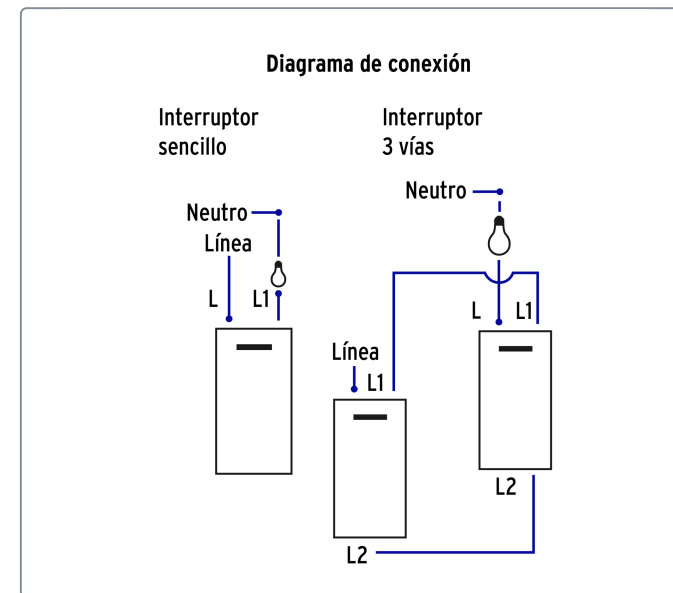 Diagrama de conexión
Interruptor
sencillo
Neutro
Línea
L
L1
Interruptor
3 vías
Neutro
L
L1
Línea
L1
L2
L2